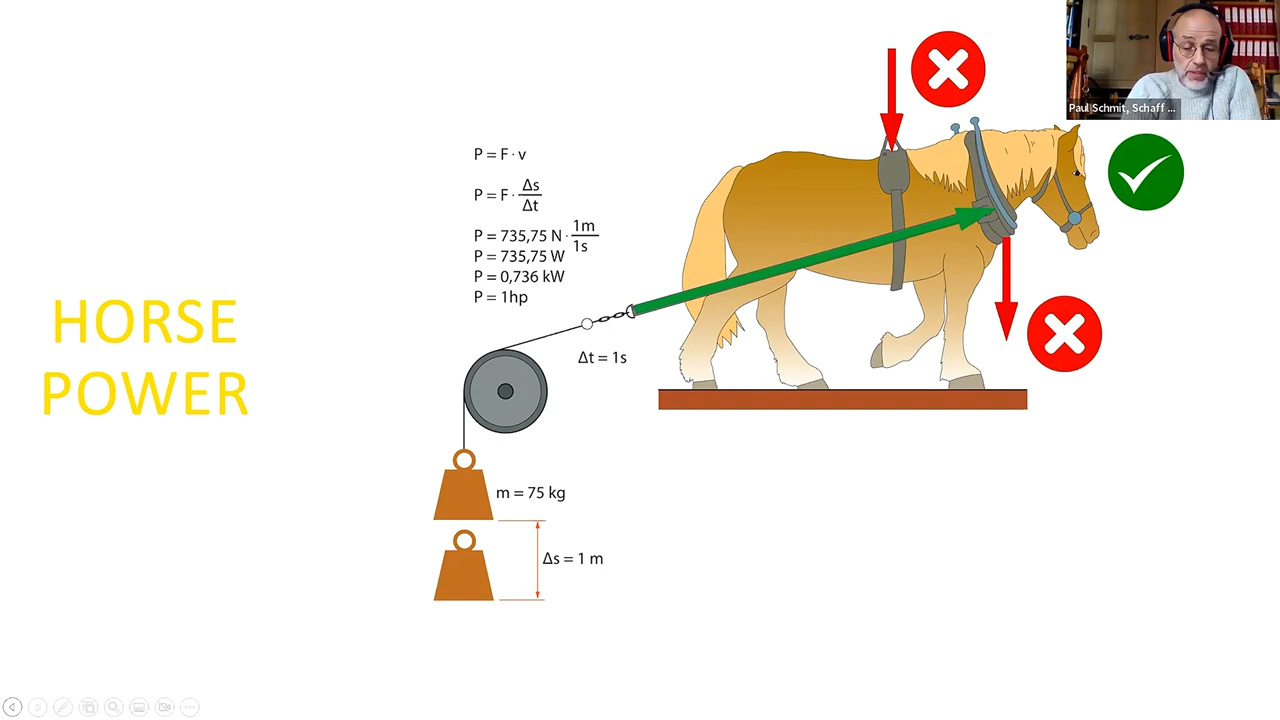 HORSE
POWER
P = F · v
P = F · Δs/Δt
P = 735,75 N · 1m/1s
P = 735,75 W
P = 0,736 kW
P = 1hp
Δt = 1s
m = 75 kg
Δs = 1 m
Paul Schmit, Schaff ...